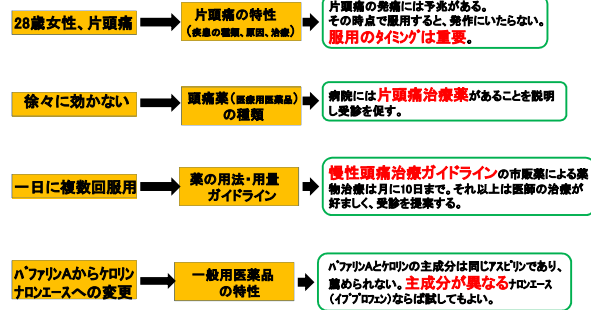 28歳女性、片頭痛
片頭痛の特性
(疾患の種類、原因、治療)
片頭痛の発痛には予兆がある。
その時点で服用すると、発作にいたらない。
服用のタイミングは重要。
徐々に効かない
頭痛薬(医療用医薬品)
の種類
病院には片頭痛治療薬があることを説明
し受診を促す。
一日に複数回服用
薬の用法・用量
ガイドライン
慢性頭痛治療ガイドラインの市販薬による薬
物治療は月に10日まで。それ以上は医師の治療が
好ましく、受診を提案する。
バファリンAからケロリン
ナロンエースへの変更
一般用医薬品
の特性
バファリンAとケロリンの主成分は同じアスピリンであり、
薦められない。主成分が異なるナロンエース
(イブプロフェン)ならば試してもよい。